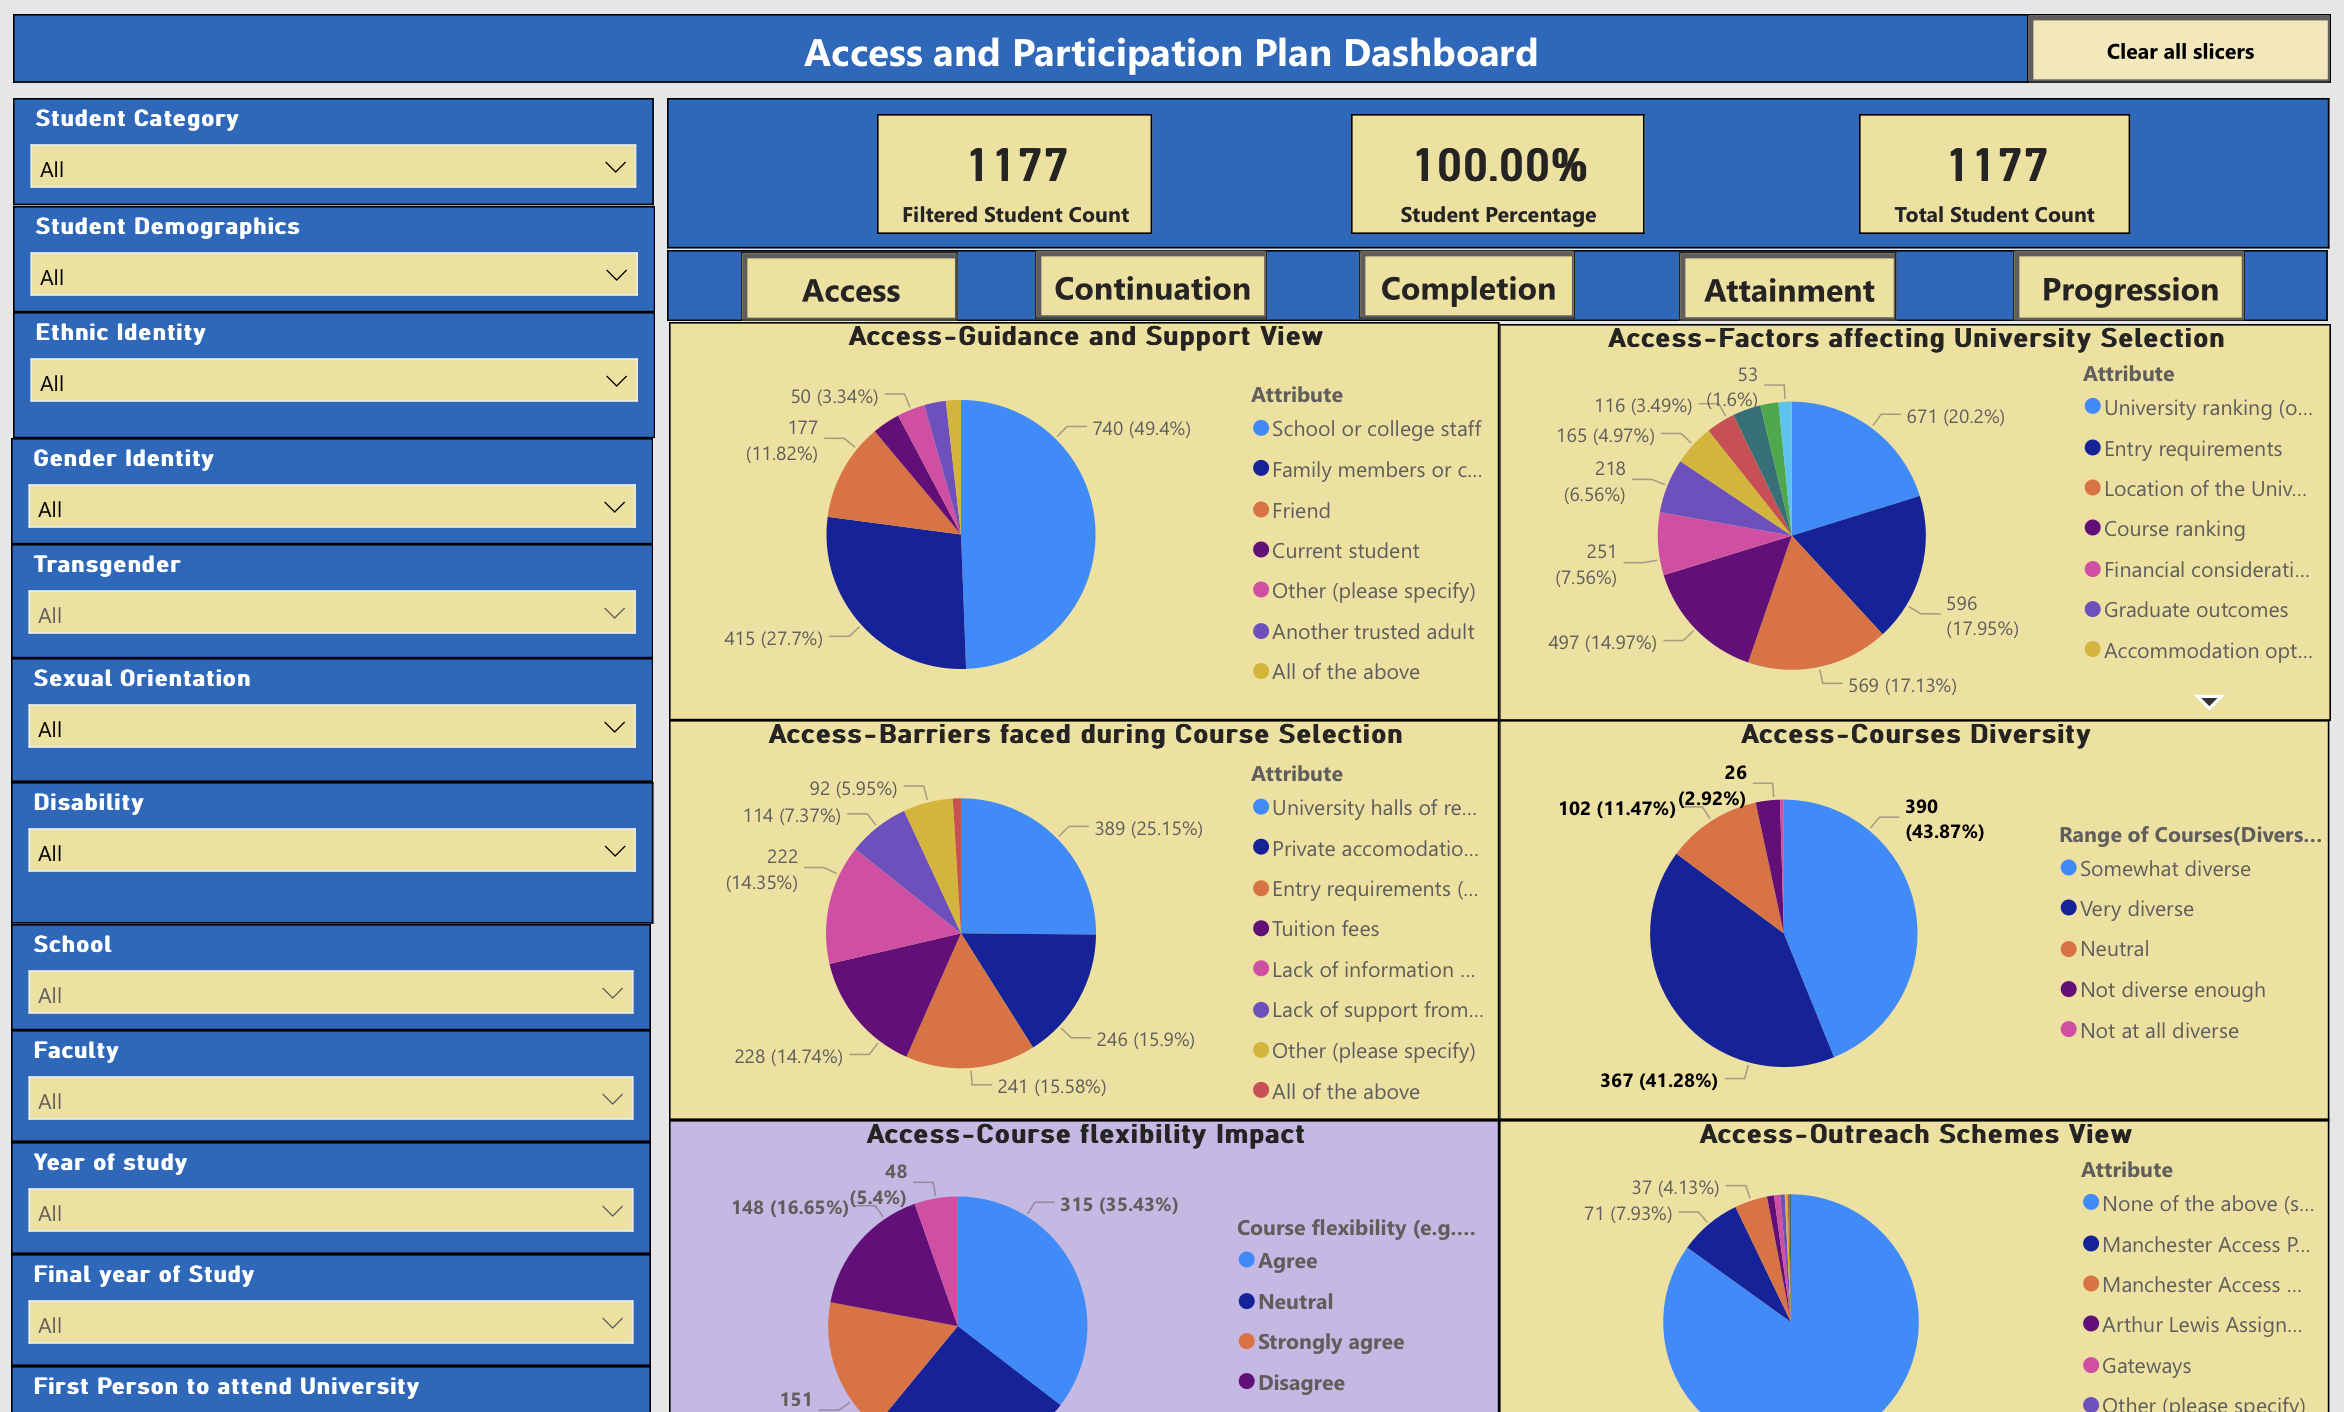 Access and Participation Plan Dashboard
Clear all slicers
Student Category
All
Student Demographics
All
Ethnic Identity
All
Gender Identity
All
Transgender
All
Sexual Orientation
All
Disability
All
School
All
Faculty
All
Year of study
All
Final year of Study
All
First Person to attend University
1177
Filtered Student Count
100.00%
Student Percentage
1177
Total Student Count
Access
Continuation
Completion
Attainment
Progression
Access-Guidance and Support View
50 (3.34%)
177
(11.82%)
740 (49.4%)
415 (27.7%)
Attribute
School or college staff
Family members or c...
Friend
Current student
Other (please specify)
Another trusted adult
All of the above
Access-Factors affecting University Selection
53
(1.6%)
116 (3.49%)
165 (4.97%)
218
(6.56%)
251
(7.56%)
497 (14.97%)
671 (20.2%)
596
(17.95%)
569 (17.13%)
Attribute
University ranking (o...
Entry requirements
Location of the Univ...
Course ranking
Financial considerati...
Graduate outcomes
Accommodation opt...
Access-Barriers faced during Course Selection
92 (5.95%)
114 (7.37%)
222
(14.35%)
228 (14.74%)
389 (25.15%)
246 (15.9%)
241 (15.58%)
Attribute
University halls of re...
Private accomodatio...
Entry requirements (...
Tuition fees
Lack of information ...
Lack of support from...
Other (please specify)
All of the above
Access-Courses Diversity
26
(2.92%)
102 (11.47%)
390
(43.87%)
367 (41.28%)
Range of Courses(Divers...
Somewhat diverse
Very diverse
Neutral
Not diverse enough
Not at all diverse
Access-Course flexibility Impact
48
(5.4%)
148 (16.65%)
315 (35.43%)
151
Course flexibility (e.g....
Agree
Neutral
Strongly agree
Disagree
Access-Outreach Schemes View
37 (4.13%)
71 (7.93%)
Attribute
None of the above (s...
Manchester Access P...
Manchester Access ...
Arthur Lewis Assign...
Gateways
Other (please specify)